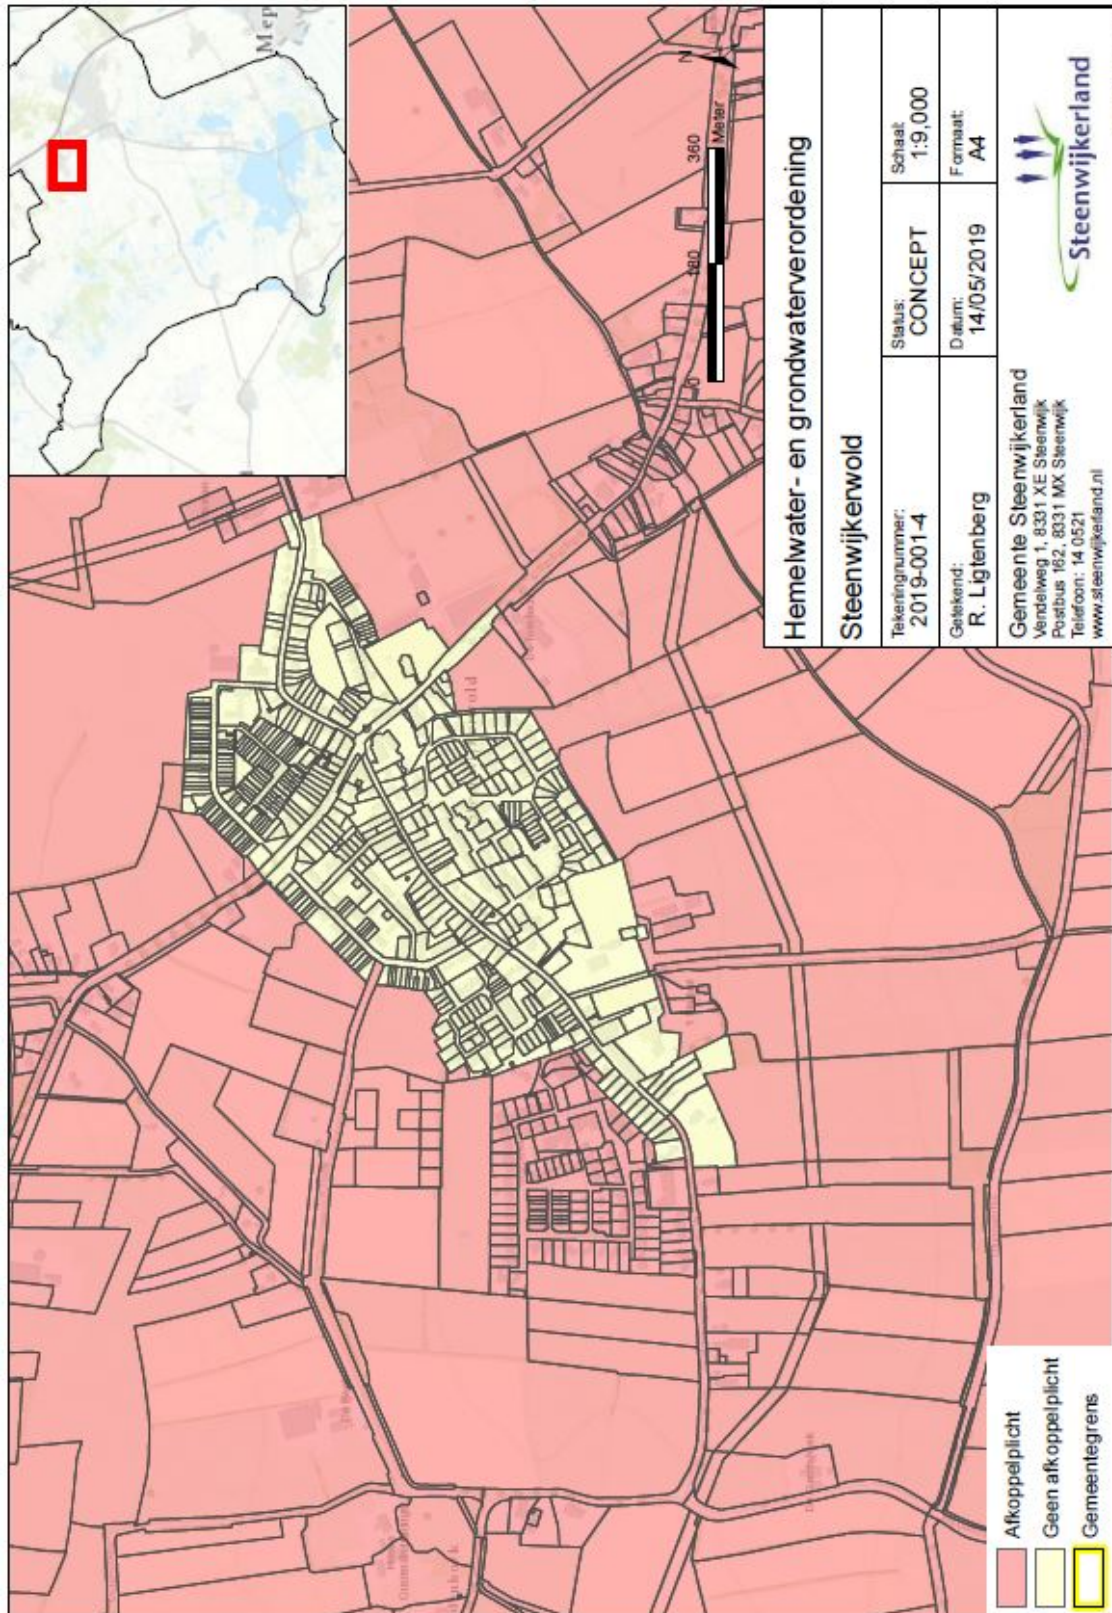 Mep
N
0 180 360
Meter
Hemelwater- en grondwaterverordening
Steenwijkerwold
Tekeningnummer:
2019-001-4
Status:
CONCEPT
Schaal:
1:9,000
Getekend:
R. Ligtenberg
Datum:
14/05/2019
Formaat:
A4
Gemeente Steenwijkerland
Vendelweg 1, 8331 XE Steenwijk
Postbus 162, 8331 MX Steenwijk
Telefoon: 14 0521
www.steenwijkerland.nl
Steenwijkerland
Afkoppelplicht
Geen afkoppelplicht
Gemeentegrens